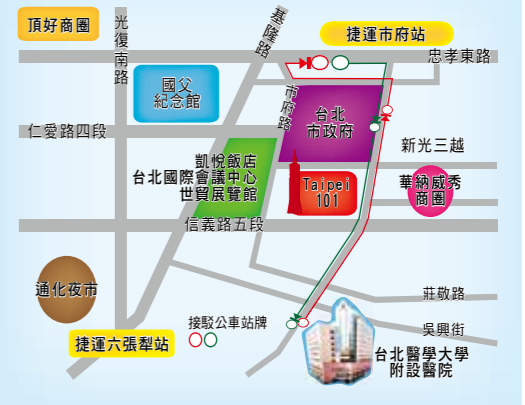 頂好商圈
光復南路
基隆路
捷運市府站
忠孝東路
國父
紀念館
市府路
台北
市政府
仁愛路四段
新光三越
凱悅飯店
台北國際會議中心
世貿展覽館
Taipei
101
華納威秀
商圈
信義路五段
通化夜市
莊敬路
接駁公車站牌
吳興街
捷運六張犁站
台北醫學大學
附設醫院